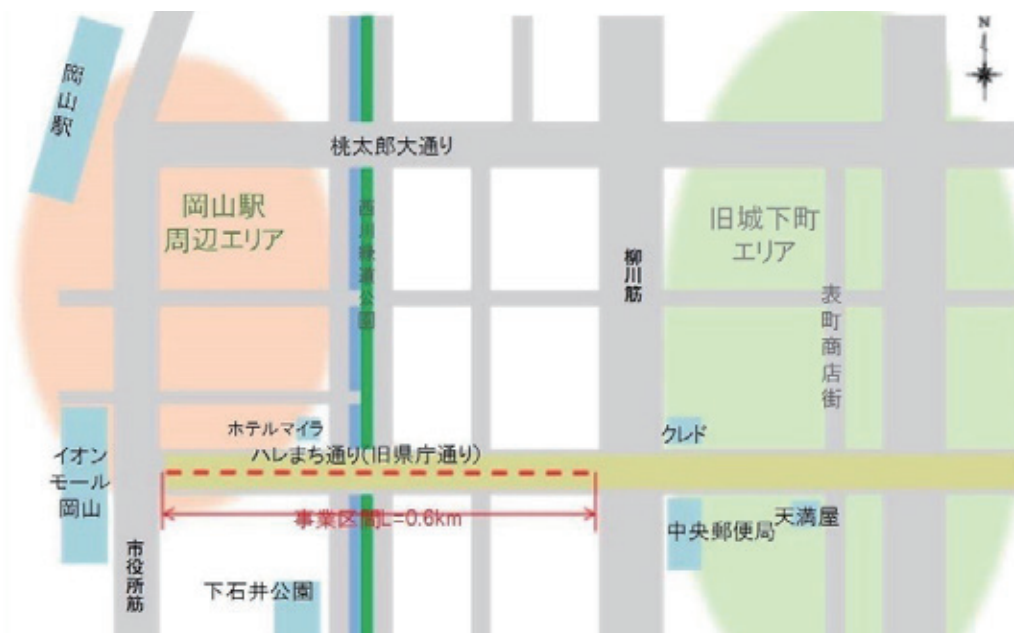 N
岡山駅
桃太郎大通り
岡山駅
周辺エリア
西川緑道公園
旧城下町
エリア
柳川筋
表町商店街
ホテルマイラ
クレド
ハレまち通り(旧県庁通り)
イオン
モール
岡山
事業区間L=0.6km
天満屋
中央郵便局
市役所筋
下石井公園